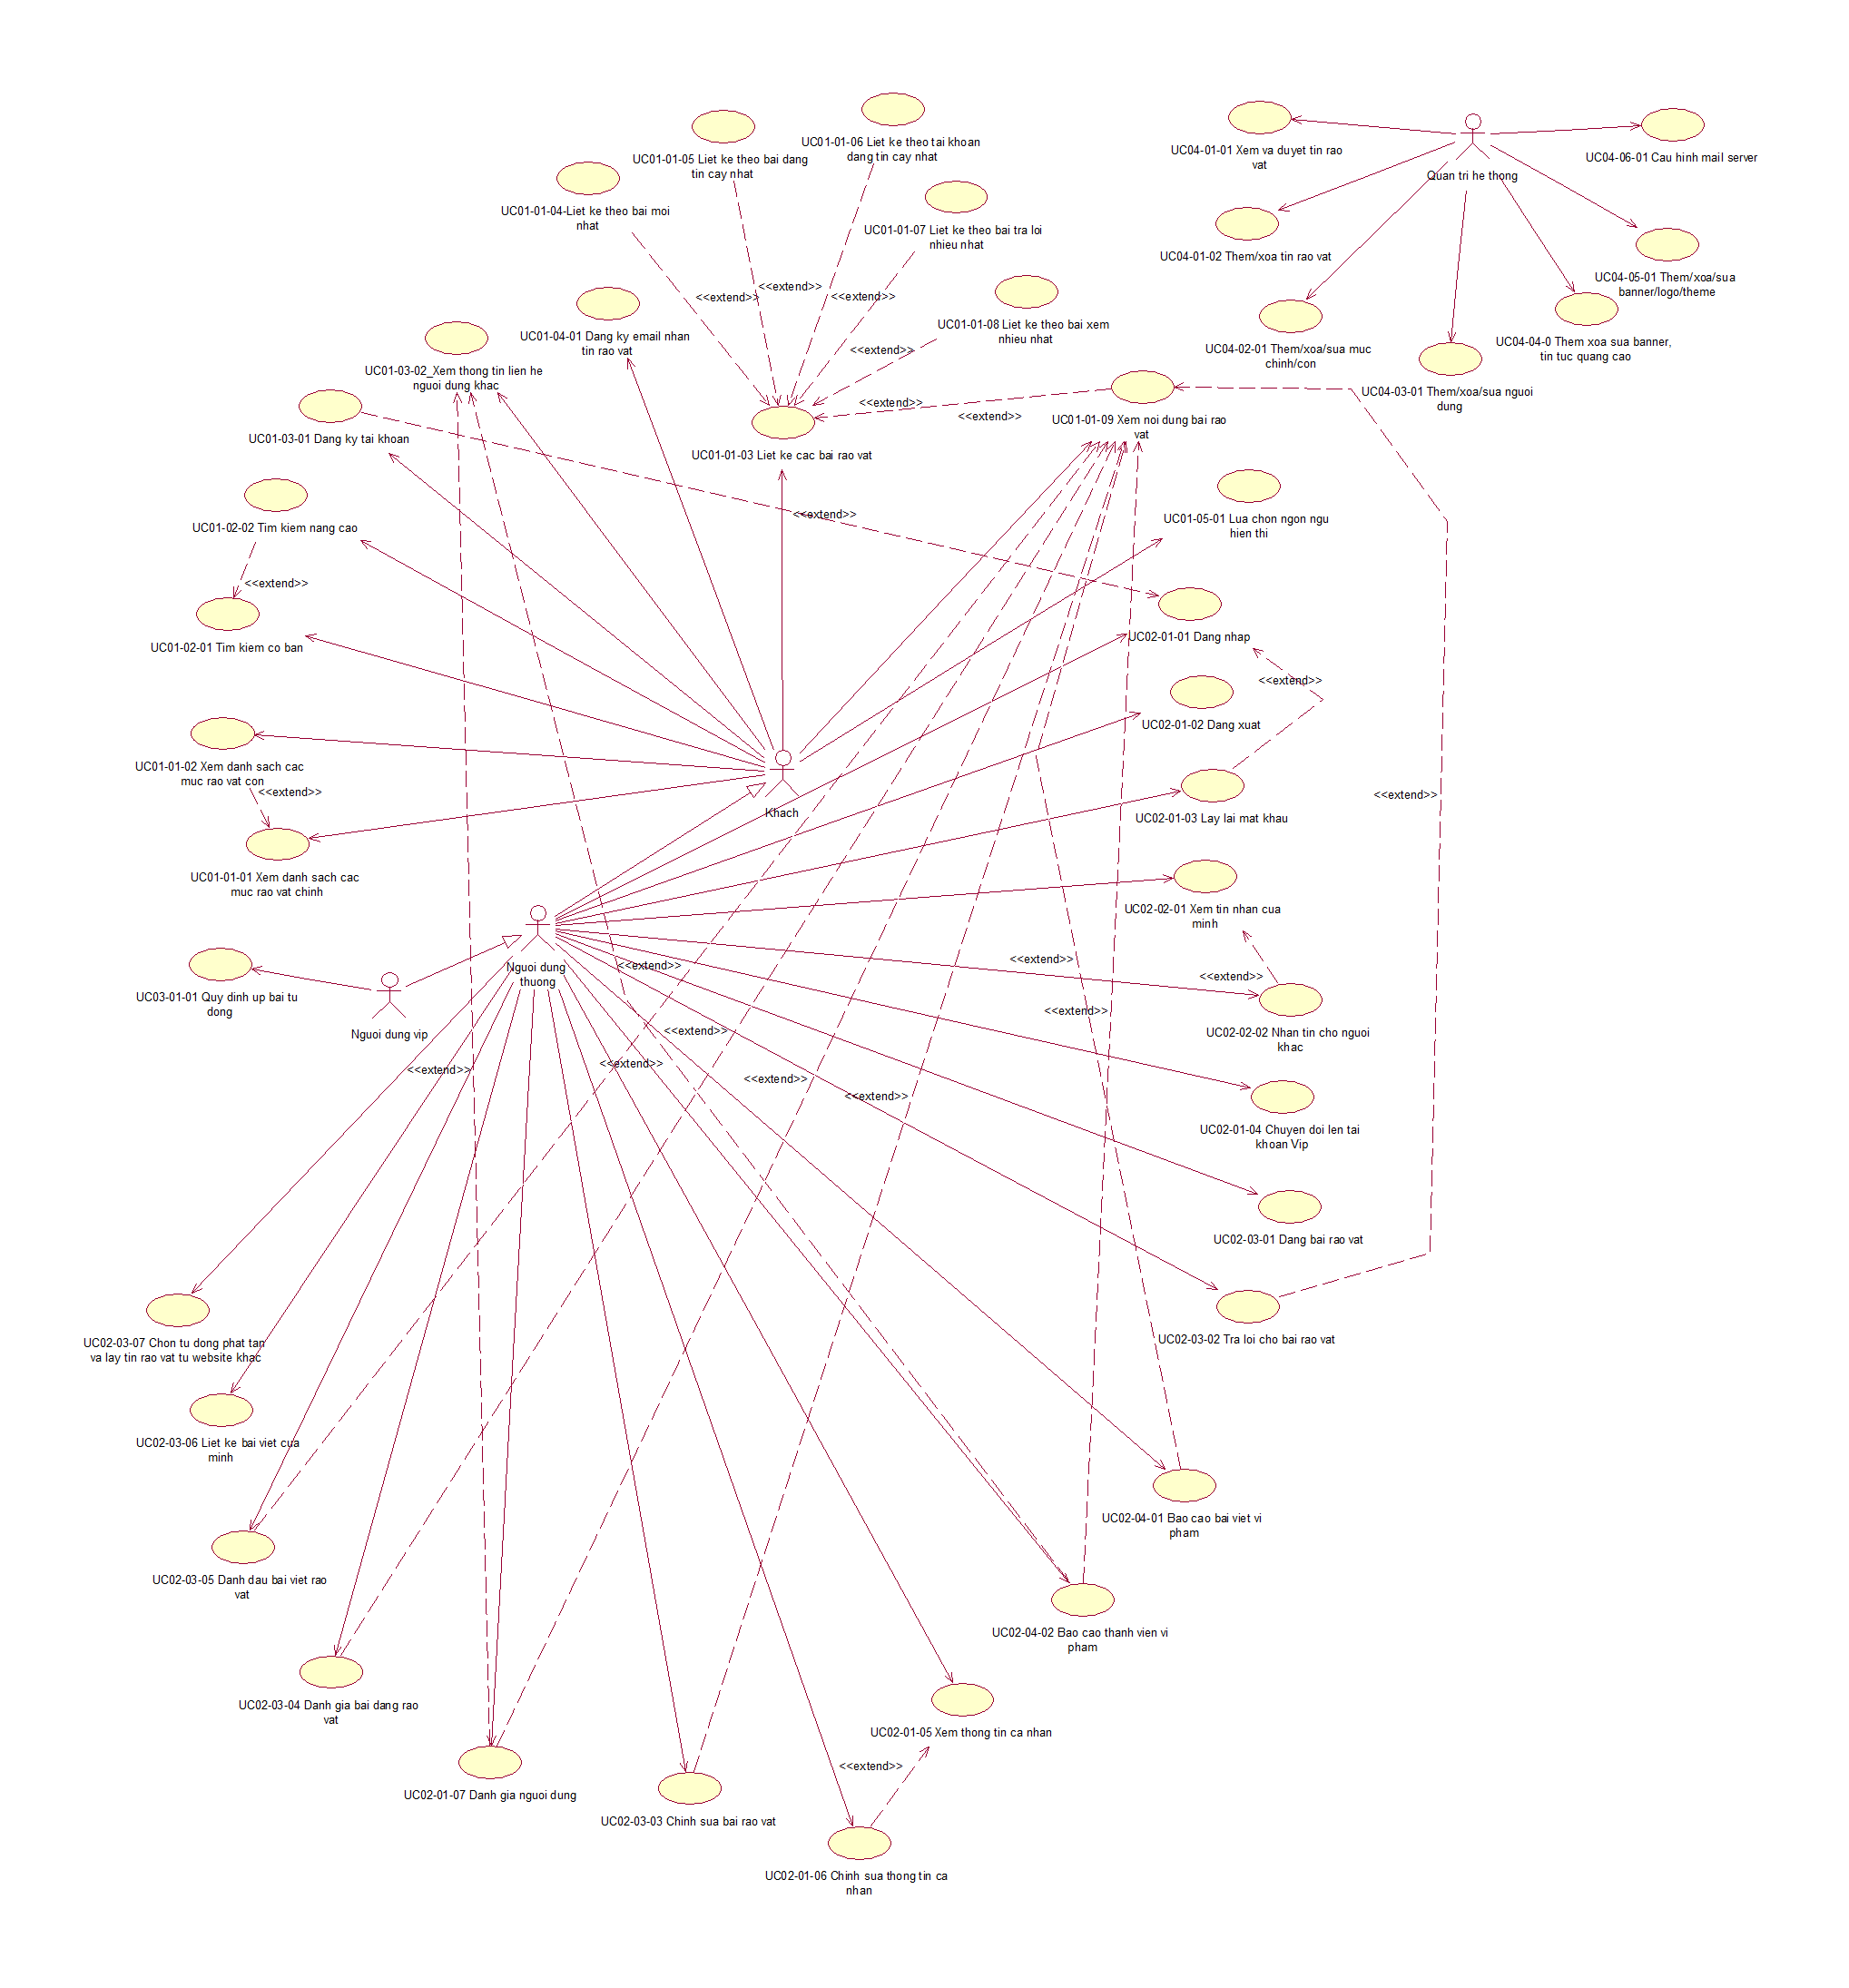 UC01-01-06 Liet ke theo tai khoan
dang tin cay nhat
UC01-01-05 Liet ke theo bai dang
tin cay nhat
UC04-01-01 Xem va duyet tin rao
vat
UC04-06-01 Cau hinh mail server
Quan tri he thong
UC01-01-04-Liet ke theo bai moi
nhat
UC01-01-07 Liet ke theo bai tra loi
nhieu nhat
UC04-01-02 Them/xoa tin rao vat
UC04-05-01 Them/xoa/sua
banner/logo/theme
<<extend>>
<<extend>>
<<extend>>
UC01-04-01 Dang ky email nhan
tin rao vat
UC01-01-08 Liet ke theo bai xem
nhieu nhat
<<extend>>
UC04-02-01 Them/xoa/sua muc
chinh/con
UC04-04-0 Them xoa sua banner,
tin tuc quang cao
UC01-03-02_Xem thong tin lien he
nguoi dung khac
UC04-03-01 Them/xoa/sua nguoi
dung
<<extend>>
<<extend>>
UC01-01-09 Xem noi dung bai rao
vat
UC01-03-01 Dang ky tai khoan
UC01-01-03 Liet ke cac bai rao vat
<<extend>>
UC01-05-01 Lua chon ngon ngu
hien thi
UC01-02-02 Tim kiem nang cao
<<extend>>
UC01-02-01 Tim kiem co ban
UC02-01-01 Dang nhap
<<extend>>
UC02-01-02 Dang xuat
UC01-01-02 Xem danh sach cac
muc rao vat con
<<extend>>
<<extend>>
Khach
UC02-01-03 Lay lai mat khau
UC01-01-01 Xem danh sach cac
muc rao vat chinh
UC02-02-01 Xem tin nhan cua
minh
<<extend>>
<<extend>>
<<extend>>
Nguoi dung
thuong
UC03-01-01 Quy dinh up bai tu
dong
Nguoi dung vip
<<extend>>
<<extend>>
UC02-02-02 Nhan tin cho nguoi
khac
<<extend>>
<<extend>>
<<extend>>
<<extend>>
UC02-01-04 Chuyen doi len tai
khoan Vip
UC02-03-01 Dang bai rao vat
UC02-03-07 Chon tu dong phat tan
va lay tin rao vat tu website khac
UC02-03-02 Tra loi cho bai rao vat
UC02-03-06 Liet ke bai viet cua
minh
UC02-04-01 Bao cao bai viet vi
pham
UC02-03-05 Danh dau bai viet rao
vat
UC02-04-02 Bao cao thanh vien vi
pham
UC02-03-04 Danh gia bai dang rao
vat
UC02-01-05 Xem thong tin ca nhan
<<extend>>
UC02-01-07 Danh gia nguoi dung
UC02-03-03 Chinh sua bai rao vat
UC02-01-06 Chinh sua thong tin ca
nhan